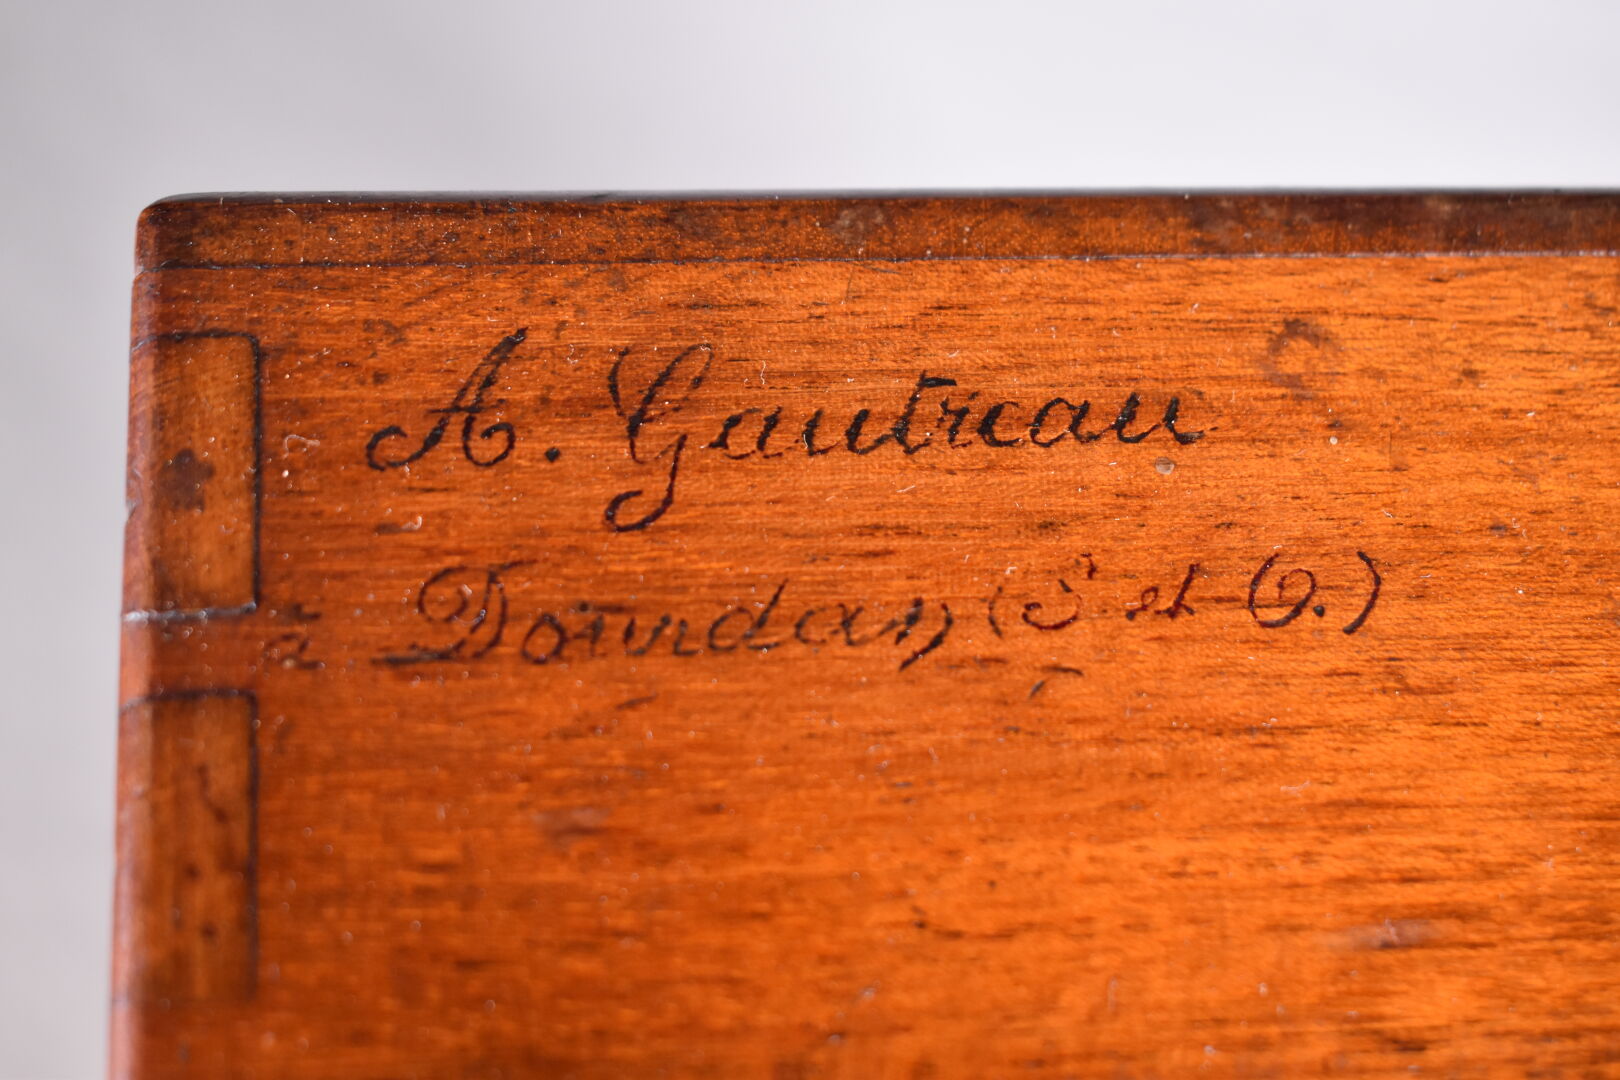 A. Gautreau
à Dourdan (S. et O.)